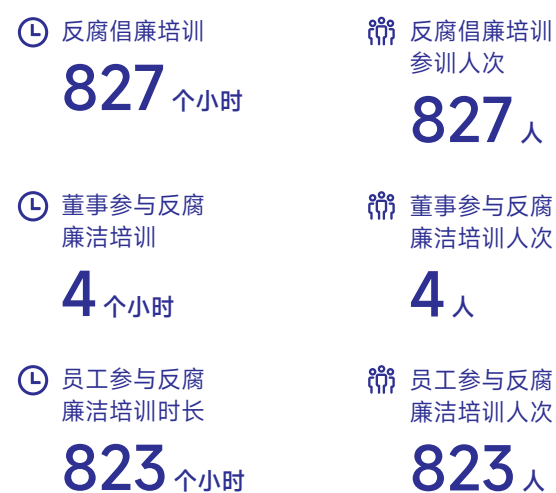 反腐倡廉培训
827 个小时
反腐倡廉培训
参训人次
827 人
董事参与反腐
廉洁培训
4 个小时
董事参与反腐
廉洁培训人次
4 人
员工参与反腐
廉洁培训时长
823 个小时
员工参与反腐
廉洁培训人次
823 人